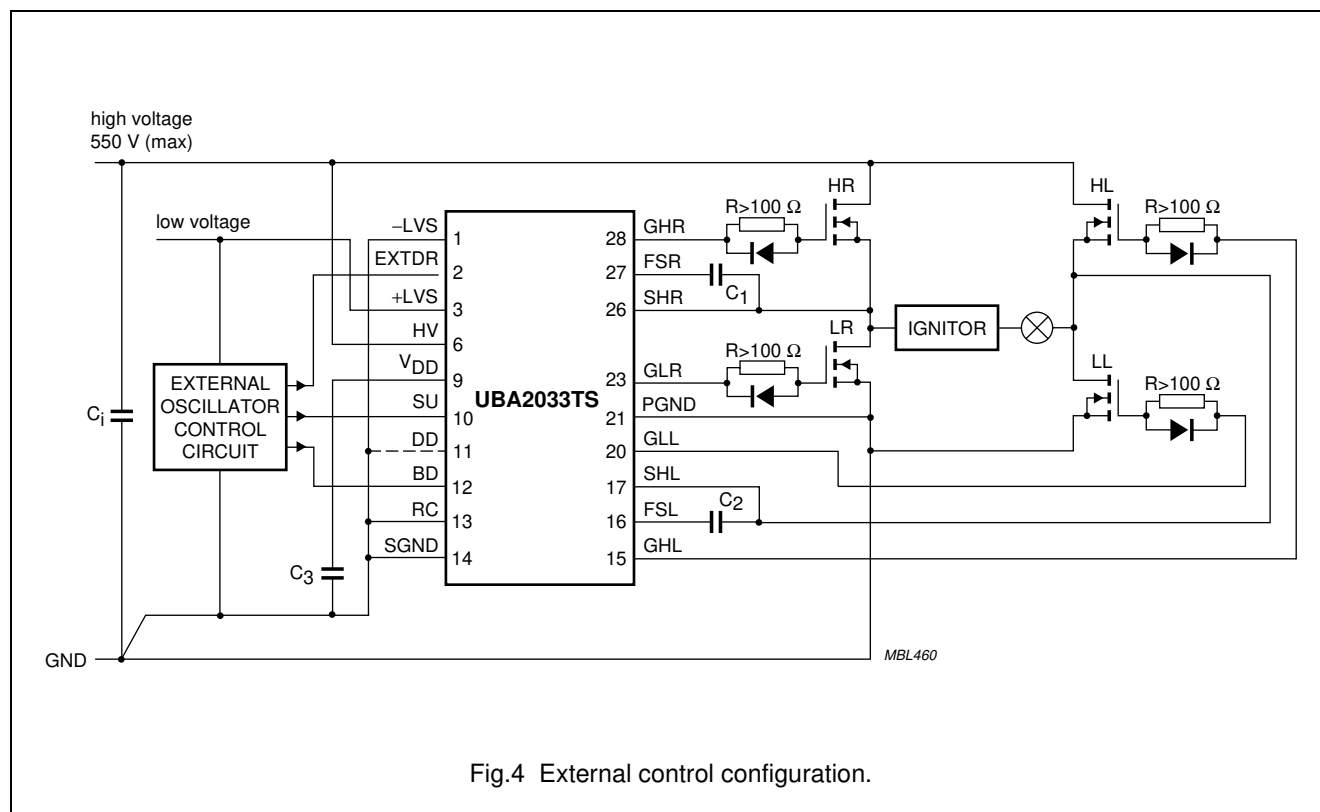 high voltage
550 V (max)
low voltage
–LVS
1
EXTDR
2
+LVS
3
HV
6
VDD
9
SU
10
DD
11
BD
12
RC
13
SGND
14
EXTERNAL
OSCILLATOR
CONTROL
CIRCUIT
Ci
C3
GND
UBA2033TS
28
GHR
27
FSR
26
SHR
23
GLR
21
PGND
20
GLL
17
SHL
16
FSL
15
GHL
R>100 Ω
HR
C1
R>100 Ω
LR
C2
IGNITOR
HL
R>100 Ω
LL
R>100 Ω
MBL460
Fig.4 External control configuration.